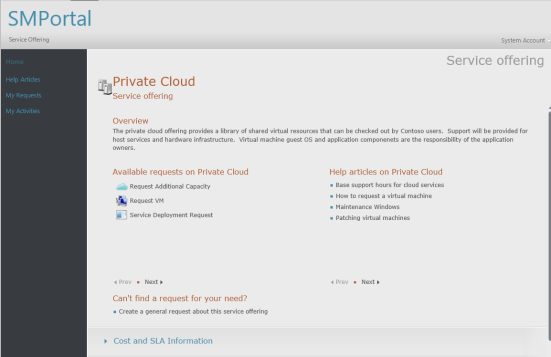 SMPortal
Service Offering
System Account
Home
Help Articles
My Requests
My Activities
Service offering
Private Cloud
Service offering
Overview
The private cloud offering provides a library of shared virtual resources that can be checked out by Contoso users. Support will be provided for
host services and hardware infrastructure. Virtual machine guest OS and application componenets are the responsibility of the application
owners.
Available requests on Private Cloud
Request Additional Capacity
Request VM
Service Deployment Request
Prev Next
Help articles on Private Cloud
Base support hours for cloud services
How to request a virtual machine
Maintenance Windows
Patching virtual machines
Prev Next
Can't find a request for your need?
Create a general request about this service offering
Cost and SLA Information